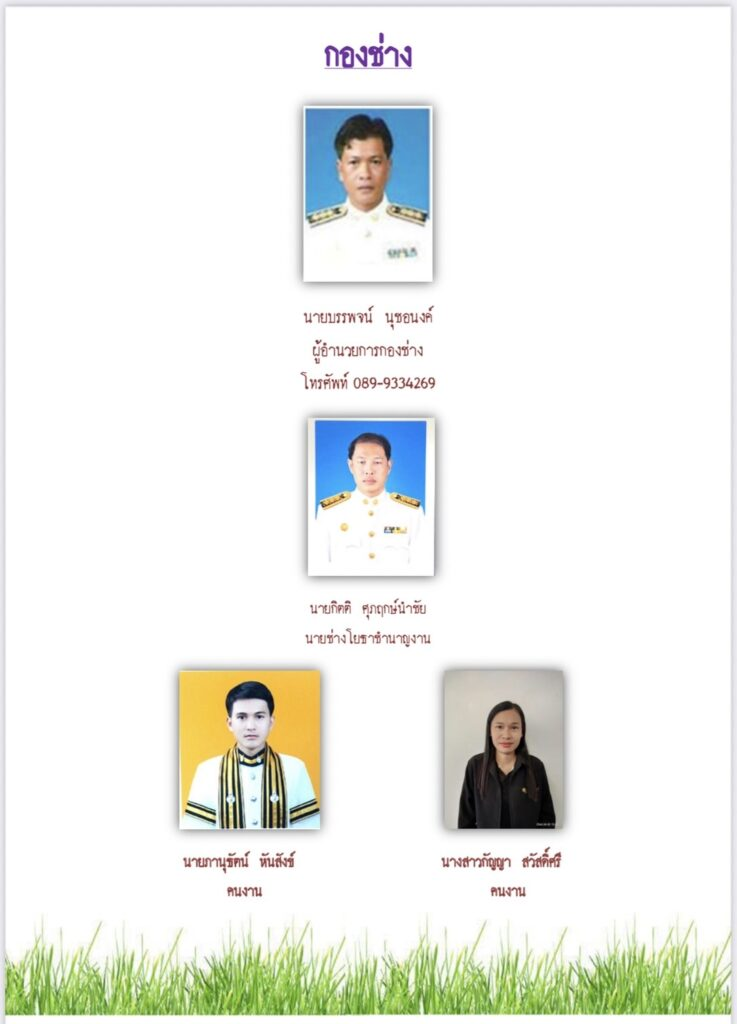 กองช่าง
นายบรรพจน์ นุชอนงค์
ผู้อำนวยการกองช่าง
โทรศัพท์ 089-9334269
นายกิตติ ศุภฤกษ์นำชัย
นายช่างโยธาชำนาญงาน
นายภานุรัตน์ หันสังข์
นางสาวกัญญา สวัสดิ์ศรี
คนงาน
คนงาน